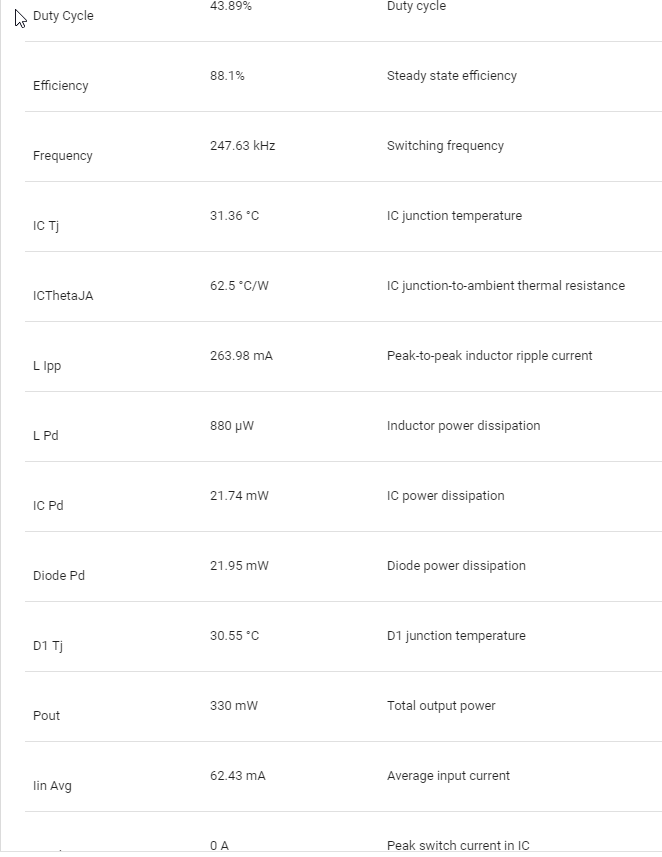 Duty Cycle 43.89% Duty cycle
Efficiency 88.1% Steady state efficiency
Frequency 247.63 kHz Switching frequency
IC Tj 31.36 °C IC junction temperature
ICThetaJA 62.5 °C/W IC junction-to-ambient thermal resistance
L Ipp 263.98 mA Peak-to-peak inductor ripple current
L Pd 880 µW Inductor power dissipation
IC Pd 21.74 mW IC power dissipation
Diode Pd 21.95 mW Diode power dissipation
D1 Tj 30.55 °C D1 junction temperature
Pout 330 mW Total output power
Iin Avg 62.43 mA Average input current
0 A Peak switch current in IC